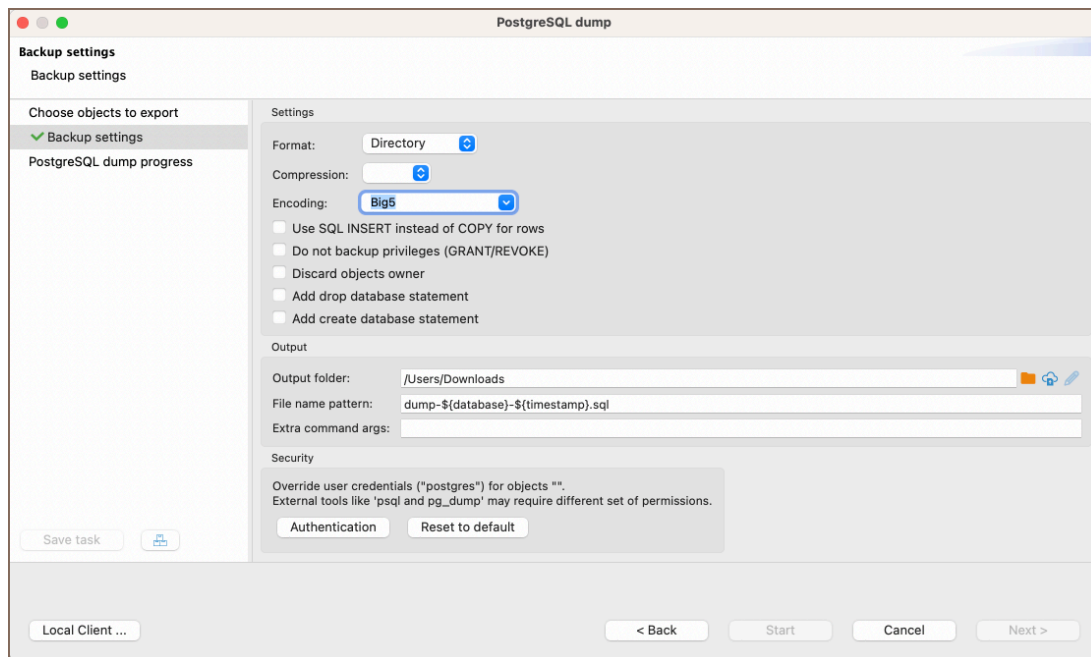 PostgreSQL dump
Backup settings
Backup settings
Choose objects to export
Backup settings
PostgreSQL dump progress
Settings
Format: Directory
Compression:
Encoding: Big5
Use SQL INSERT instead of COPY for rows
Do not backup privileges (GRANT/REVOKE)
Discard objects owner
Add drop database statement
Add create database statement
Output
Output folder: /Users/Downloads
File name pattern: dump-${database}-${timestamp}.sql
Extra command args:
Security
Override user credentials ("postgres") for objects "".
External tools like 'psql and pg_dump' may require different set of permissions.
Authentication Reset to default
Save task
Local Client ... < Back Start Cancel Next >